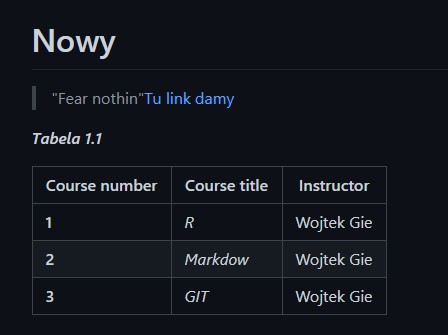 Nowy
"Fear nothin"Tu link damy
Tabela 1.1
Course number Course title Instructor
1 R Wojtek Gie
2 Markdow Wojtek Gie
3 GIT Wojtek Gie